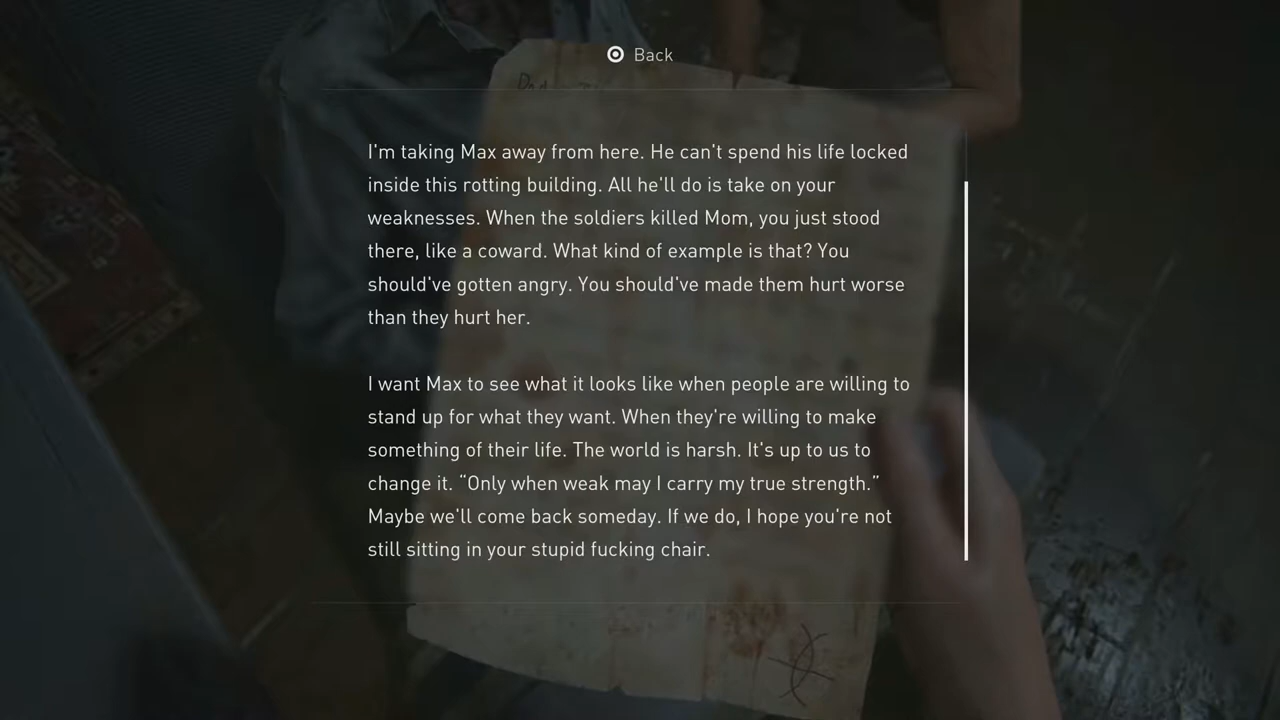 Back
Dad
I'm taking Max away from here. He can't spend his life locked
inside this rotting building. All he'll do is take on your
weaknesses. When the soldiers killed Mom, you just stood
there, like a coward. What kind of example is that? You
should've gotten angry. You should've made them hurt worse
than they hurt her.
I want Max to see what it looks like when people are willing to
stand up for what they want. When they're willing to make
something of their life. The world is harsh. It's up to us to
change it. “Only when weak may I carry my true strength.”
Maybe we'll come back someday. If we do, I hope you're not
still sitting in your stupid fucking chair.